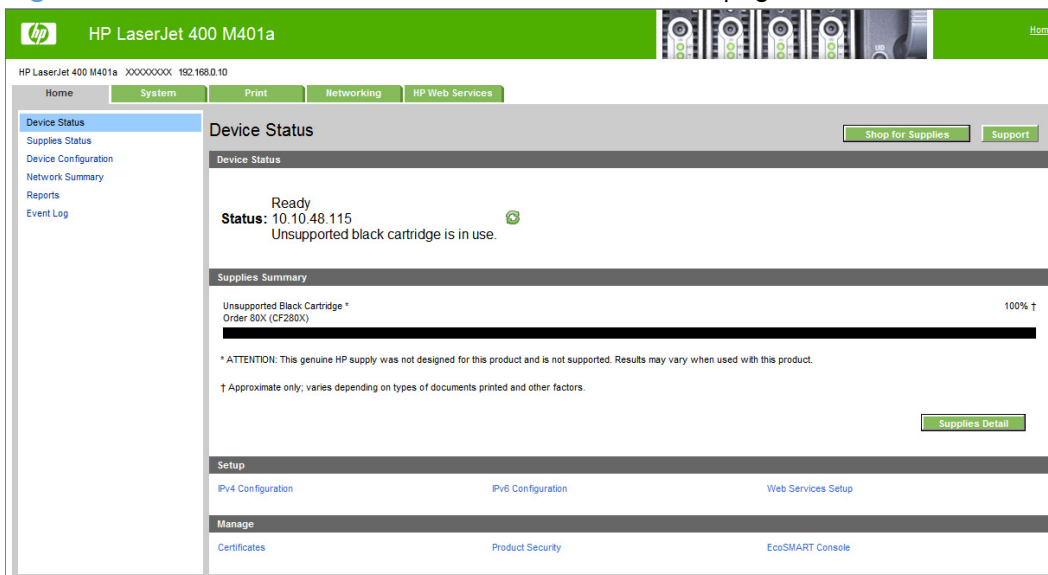 hp
HP LaserJet 400 M401a
Hom
HP LaserJet 400 M401a XXXXXXXX 192.168.0.10
Home System Print Networking HP Web Services
Device Status
Supplies Status
Device Configuration
Network Summary
Reports
Event Log
Device Status
Shop for Supplies Support
Device Status
Ready
Status: 10.10.48.115
Unsupported black cartridge is in use.
Supplies Summary
Unsupported Black Cartridge * 100% †
Order 80X (CF280X)
* ATTENTION: This genuine HP supply was not designed for this product and is not supported. Results may vary when used with this product.
† Approximate only; varies depending on types of documents printed and other factors.
Supplies Detail
Setup
IPv4 Configuration IPv6 Configuration Web Services Setup
Manage
Certificates Product Security EcoSMART Console